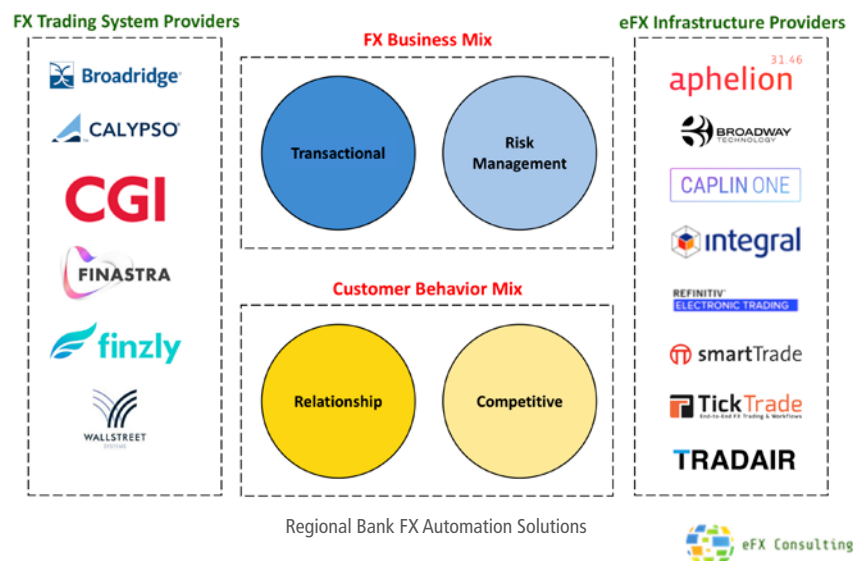 FX Trading System Providers
Broadridge
CALYPSO
CGI
FINASTRA
finzly
WALLSTREET
SYSTEMS
FX Business Mix
Transactional
Risk
Management
Customer Behavior Mix
Relationship
Competitive
eFX Infrastructure Providers
31.46
aphelion
BROADWAY
TECHNOLOGY
CAPLIN ONE
integral
REFINITIV
ELECTRONIC TRADING
smartTrade
TickTrade
End-to-End FX Trading & Workflows
TRADAIR
Regional Bank FX Automation Solutions
eFX Consulting